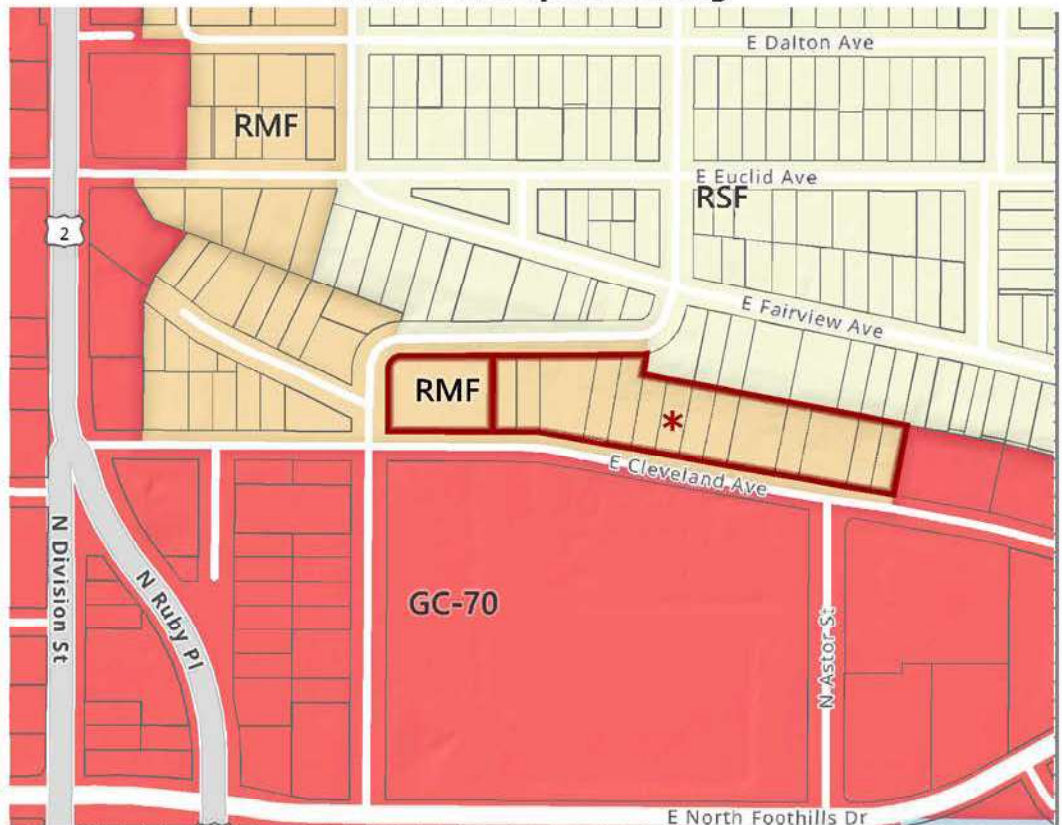 E Dalton Ave
RMF
E Euclid Ave
RSF
2
E Fairview Ave
RMF
*
E Cleveland Ave
N Division St
N Ruby Pl
GC-70
N Astor St
E North Foothills Dr